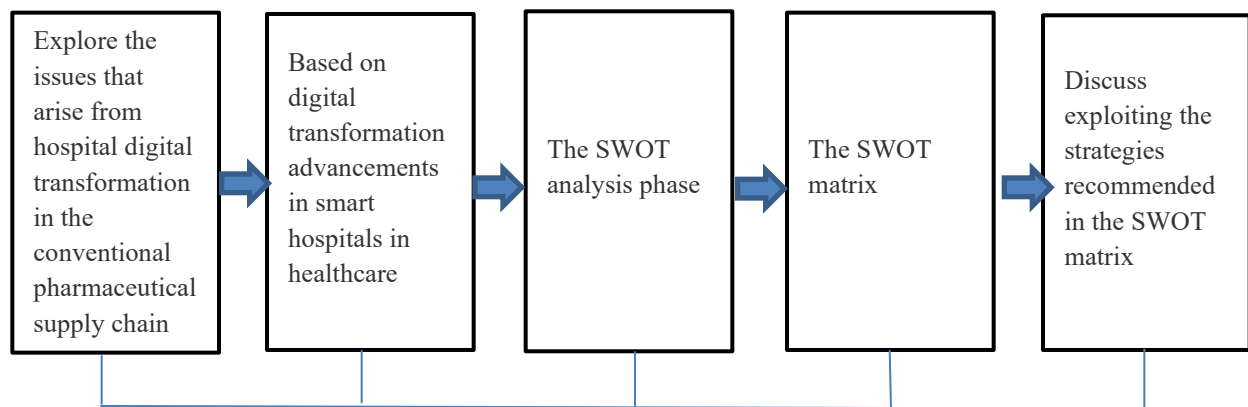 Explore the
issues that
arise from
hospital digital
transformation
in the
conventional
pharmaceutical
supply chain
Based on
digital
transformation
advancements
in smart
hospitals in
healthcare
The SWOT
analysis phase
The SWOT
matrix
Discuss
exploiting the
strategies
recommended
in the SWOT
matrix